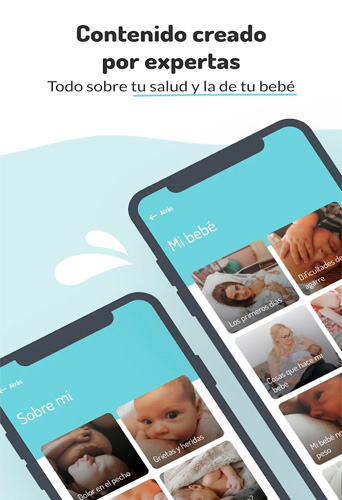 Contenido creado
por expertas
Todo sobre tu salud y la de tu bebé
← Atrás
Mi bebé
Los primeros días
Dificultades de
agarre
Cosas que hace mi
bebé
Mi bebé no
peso
← Atrás
Sobre mí
Dolor en el pecho
Grietas y heridas